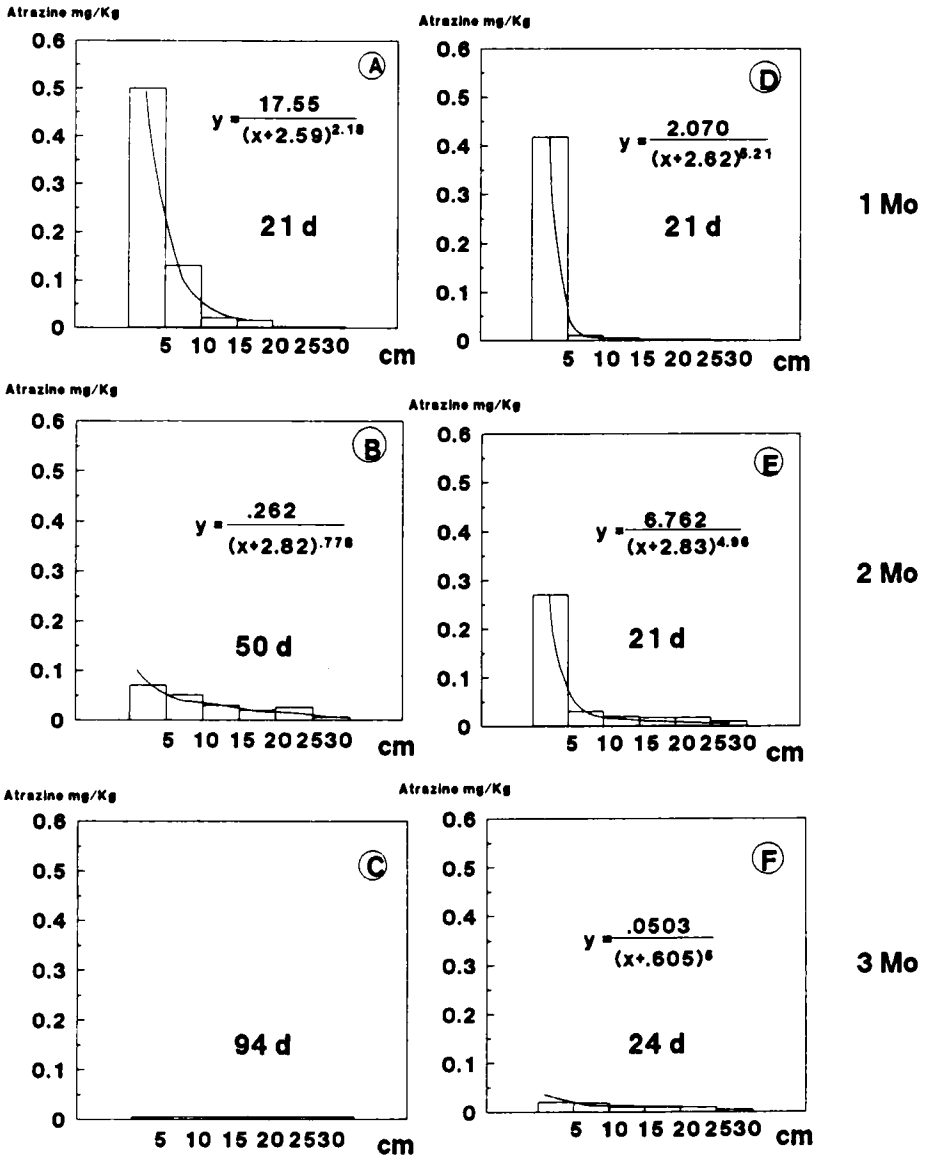 Atrazine mg/Kg
0.6
0.5
0.4
0.3
0.2
0.1
0
A
y = 17.55
(x+2.59)2.18
21 d
5 10 15 20 25 30 cm
Atrazine mg/Kg
0.6
0.5
0.4
0.3
0.2
0.1
0
D
y = 2.070
(x+2.62)5.21
21 d
5 10 15 20 25 30 cm
1 Mo
Atrazine mg/Kg
0.6
0.5
0.4
0.3
0.2
0.1
0
B
y = .262
(x+2.82).778
50 d
5 10 15 20 25 30 cm
Atrazine mg/Kg
0.6
0.5
0.4
0.3
0.2
0.1
0
E
y = 6.762
(x+2.83)4.96
21 d
5 10 15 20 25 30 cm
2 Mo
Atrazine mg/Kg
0.6
0.5
0.4
0.3
0.2
0.1
0
C
94 d
5 10 15 20 25 30 cm
Atrazine mg/Kg
0.6
0.5
0.4
0.3
0.2
0.1
0
F
y = .0503
(x+.605)
24 d
5 10 15 20 25 30 cm
3 Mo